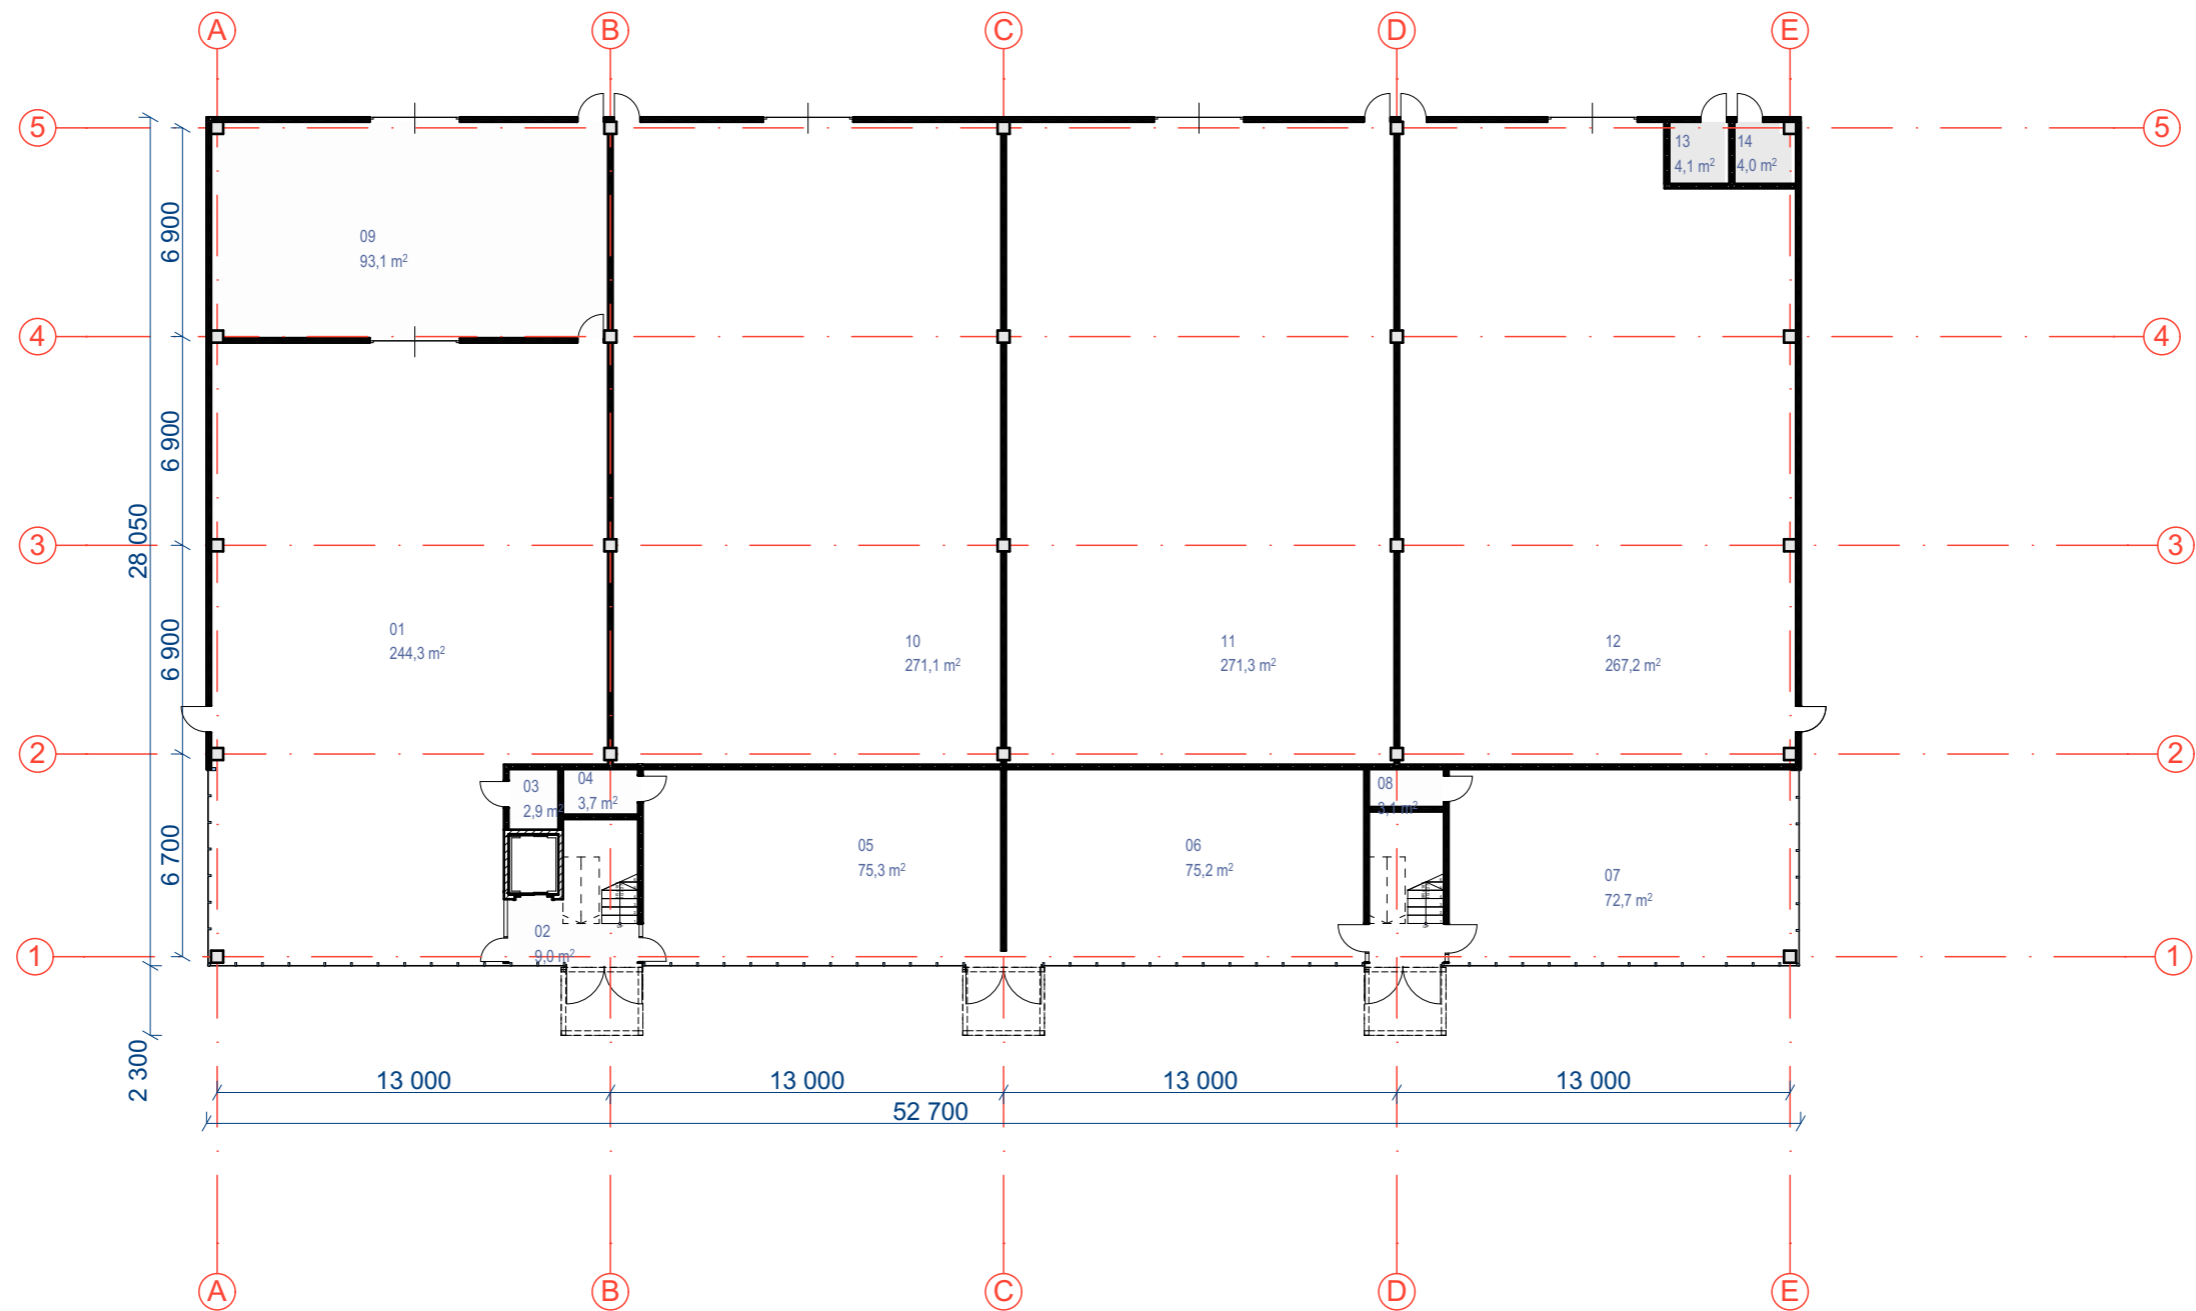 A B C D E
5 5
13 14
4,1 m² 4,0 m²
6 900
09
93,1 m²
4 4
6 900
28 050
3 3
6 900
01
244,3 m²
10
271,1 m²
11
271,3 m²
12
267,2 m²
2 2
03
2,9 m²
04
3,7 m²
08
3,1 m²
6 700
05
75,3 m²
06
75,2 m²
07
72,7 m²
02
9,0 m²
1 1
2 300
13 000 13 000 13 000 13 000
52 700
A B C D E